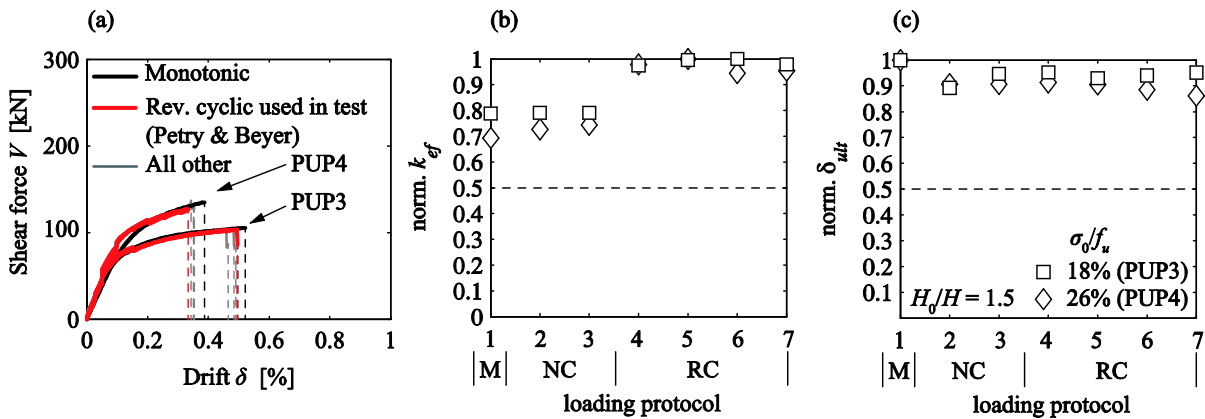 (a)
300
200
100
0
Shear force V [kN]
Monotonic
Rev. cyclic used in test
(Petry & Beyer)
All other
PUP4
PUP3
0 0.2 0.4 0.6 0.8 1
Drift δ [%]
(b)
1
0.9
0.8
0.7
0.6
0.5
0.4
0.3
0.2
0.1
norm. k_ef
1 2 3 4 5 6 7
M NC RC
loading protocol
(c)
1
0.9
0.8
0.7
0.6
0.5
0.4
0.3
0.2
0.1
norm. δ_ult
σ₀/f_u
18% (PUP3)
H₀/H = 1.5
26% (PUP4)
1 2 3 4 5 6 7
M NC RC
loading protocol